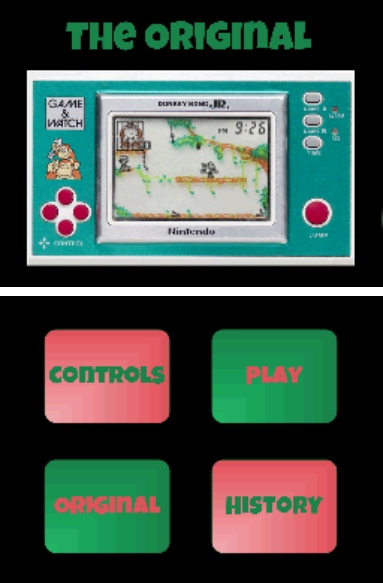 THE ORIGINAL
GAME
&
WATCH
DONKEY KONG JR.
GAME A
PM 9:26
GAME B
TIME
Nintendo
CONTROL
JUMP
CONTROLS
PLAY
ORIGINAL
HISTORY